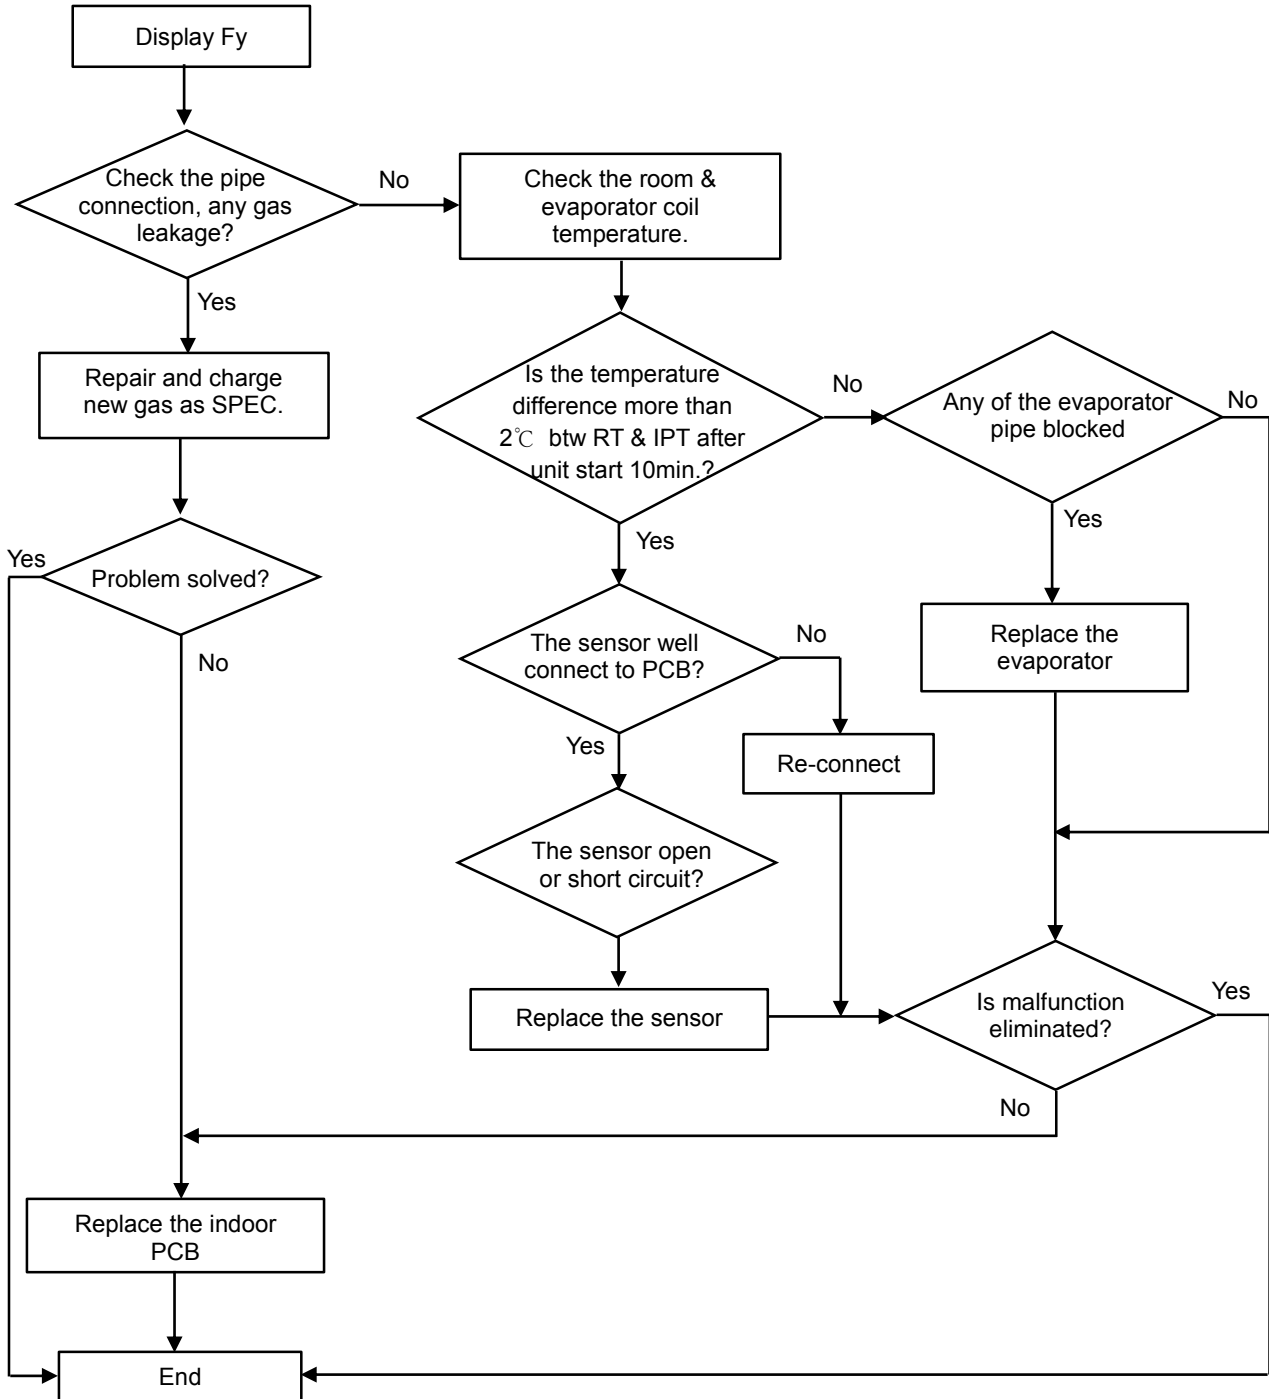 Display Fy
Check the pipe
connection, any gas
leakage?
No
Check the room &
evaporator coil
temperature.
Yes
Repair and charge
new gas as SPEC.
Is the temperature
difference more than
2℃ btw RT & IPT after
unit start 10min.?
No
Any of the evaporator
pipe blocked
No
Yes
Yes
Yes
Problem solved?
No
The sensor well
connect to PCB?
No
Replace the
evaporator
Yes
Re-connect
The sensor open
or short circuit?
Replace the sensor
Is malfunction
eliminated?
Yes
No
Replace the indoor
PCB
End